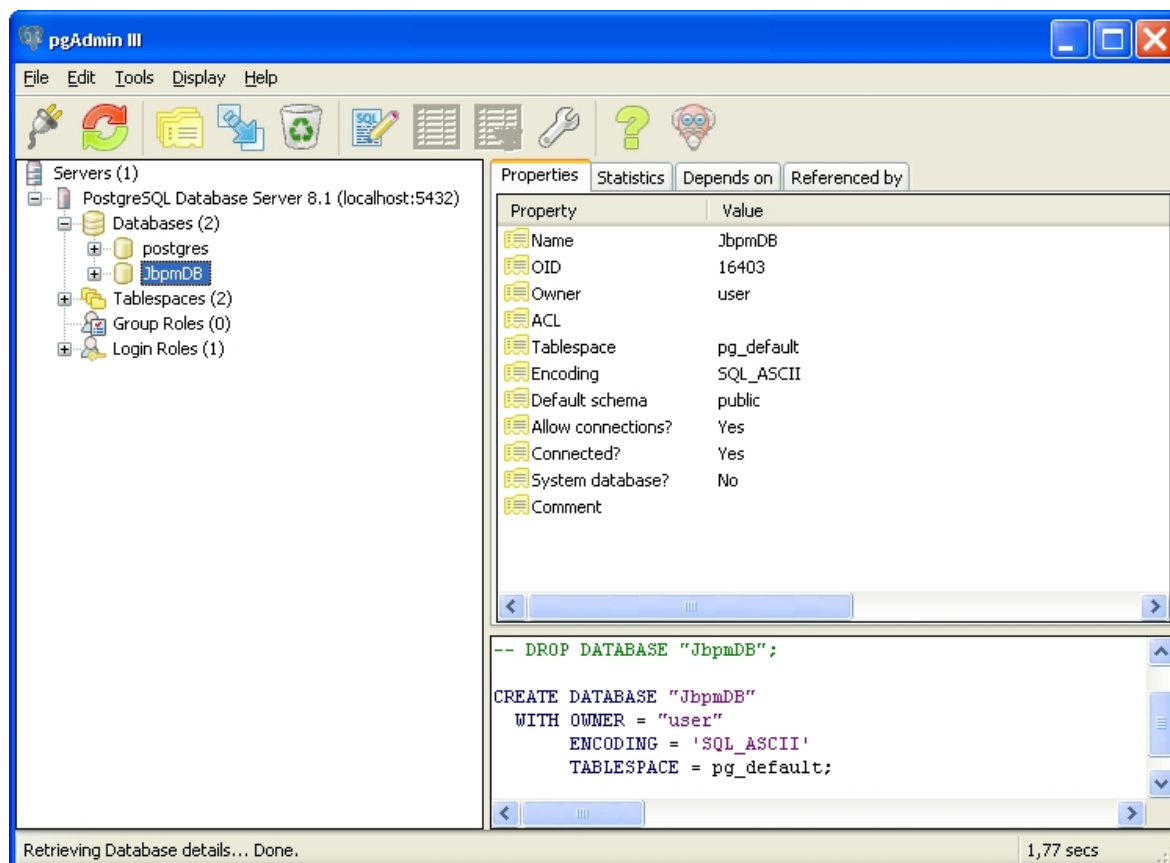 pgAdmin III
File Edit Tools Display Help
SQL
Servers (1)
PostgreSQL Database Server 8.1 (localhost:5432)
Databases (2)
postgres
JbpmDB
Tablespaces (2)
Group Roles (0)
Login Roles (1)
Properties Statistics Depends on Referenced by
Property Value
Name JbpmDB
OID 16403
Owner user
ACL
Tablespace pg_default
Encoding SQL_ASCII
Default schema public
Allow connections? Yes
Connected? Yes
System database? No
Comment
-- DROP DATABASE "JbpmDB";
CREATE DATABASE "JbpmDB"
WITH OWNER = "user"
ENCODING = 'SQL_ASCII'
TABLESPACE = pg_default;
Retrieving Database details... Done. 1,77 secs